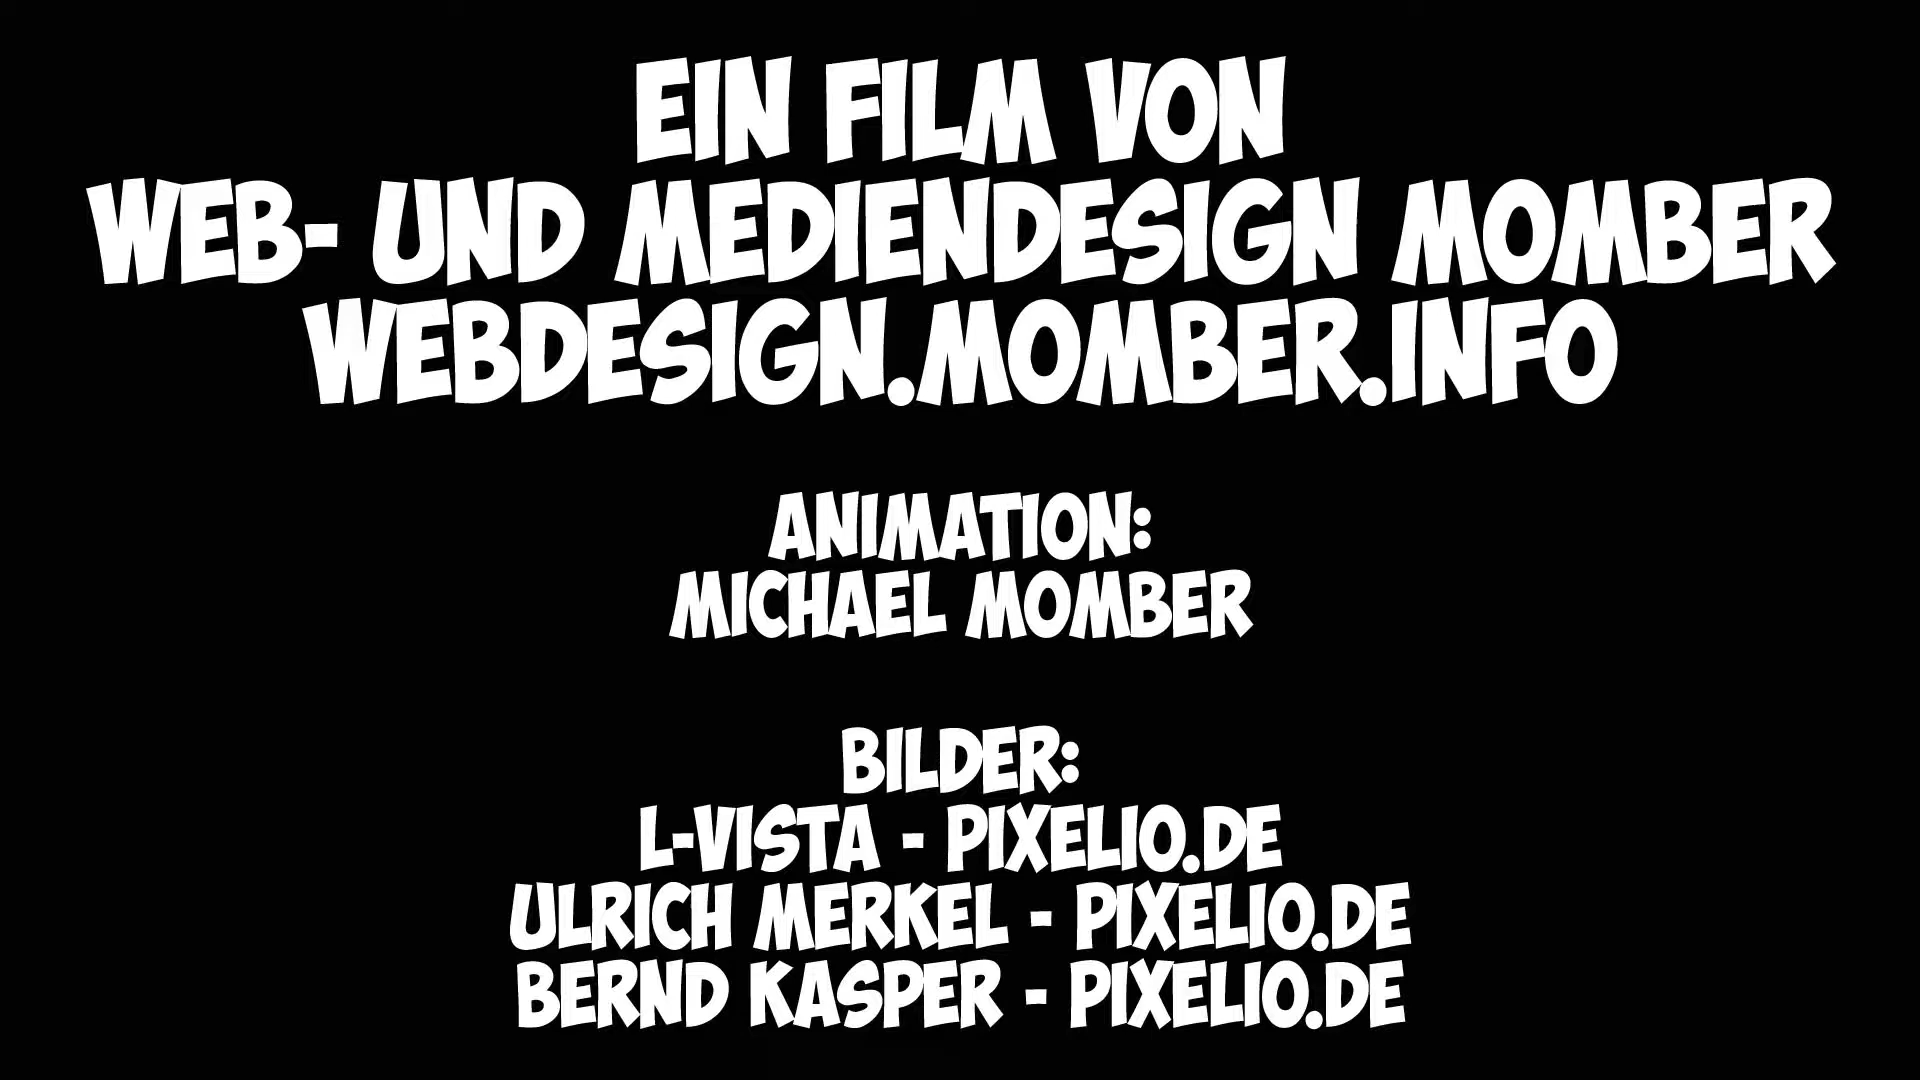 EIN FILM VON
WEB- UND MEDIENDESIGN MOMBER
WEBDESIGN.MOMBER.INFO
ANIMATION:
MICHAEL MOMBER
BILDER:
L-VISTA - PIXELIO.DE
ULRICH MERKEL - PIXELIO.DE
BERND KASPER - PIXELIO.DE